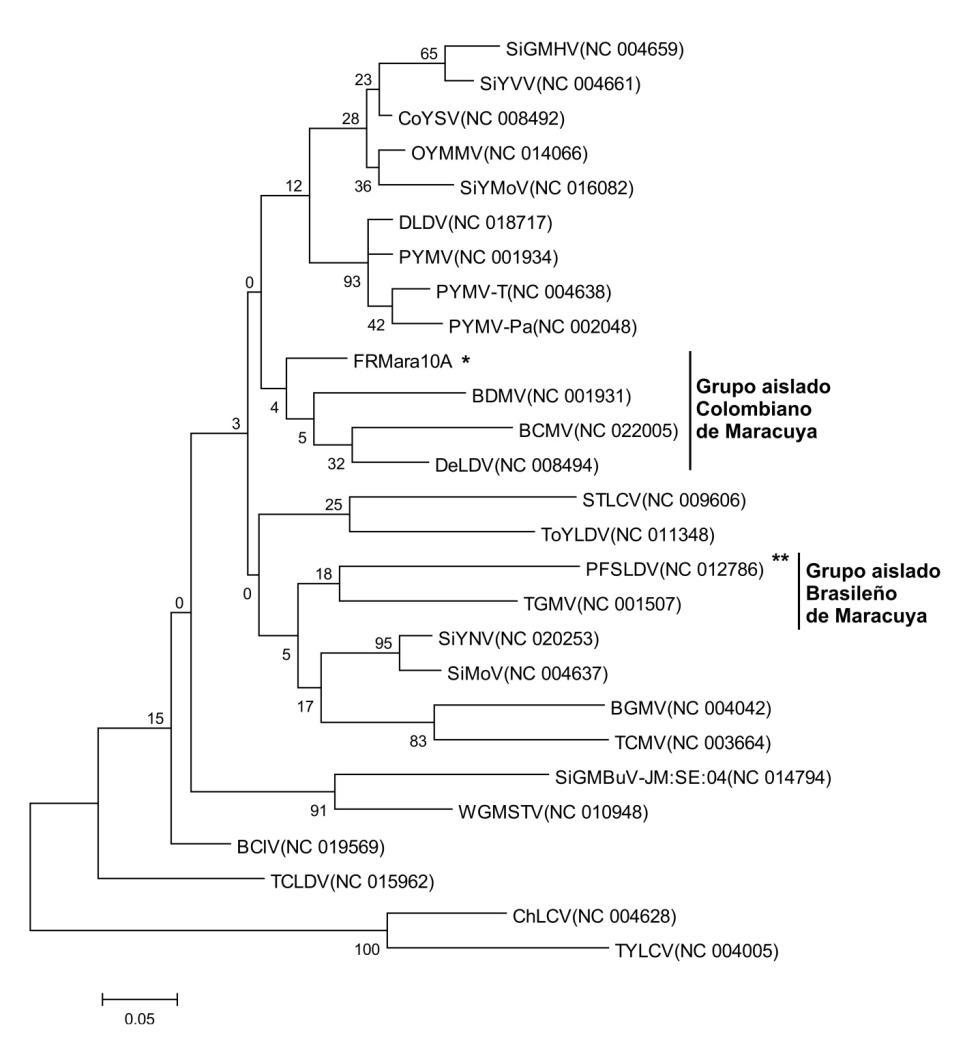 65
SiGMHV(NC 004659)
23
SiYVV(NC 004661)
28
CoYSV(NC 008492)
OYMMV(NC 014066)
12
36
SiYMoV(NC 016082)
DLDV(NC 018717)
PYMV(NC 001934)
0
93
PYMV-T(NC 004638)
42
PYMV-Pa(NC 002048)
FRMara10A *
4
BDMV(NC 001931)
3
5
BCMV(NC 022005)
32
DeLDV(NC 008494)
Grupo aislado
Colombiano
de Maracuya
25
STLCV(NC 009606)
ToYLDV(NC 011348)
18
PFSLDV(NC 012786) **
0
0
TGMV(NC 001507)
Grupo aislado
Brasileño
de Maracuya
95
SiYNV(NC 020253)
5
SiMoV(NC 004637)
17
BGMV(NC 004042)
15
83
TCMV(NC 003664)
SiGMBuV-JM:SE:04(NC 014794)
91
WGMSTV(NC 010948)
BClV(NC 019569)
TCLDV(NC 015962)
ChLCV(NC 004628)
100
TYLCV(NC 004005)
0.05